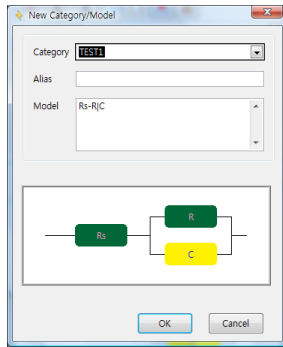 New Category/Model
Category TEST1
Alias
Model Rs-R|C
R
Rs
C
OK Cancel